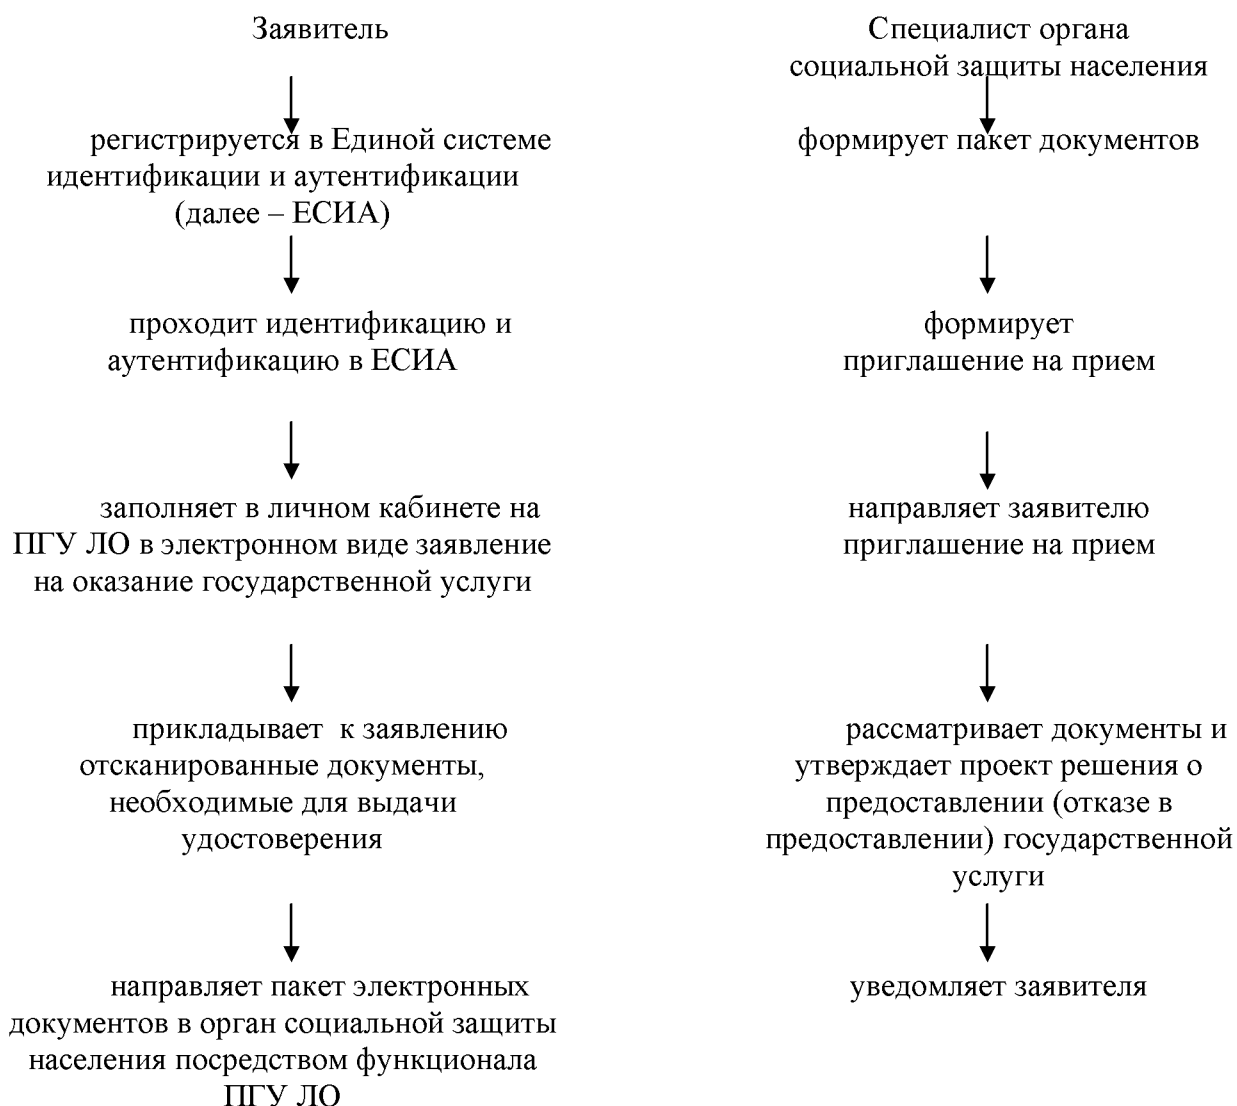 Заявитель
регистрируется в Единой системе
идентификации и аутентификации
(далее – ЕСИА)
проходит идентификацию и
аутентификацию в ЕСИА
заполняет в личном кабинете на
ПГУ ЛО в электронном виде заявление
на оказание государственной услуги
прикладывает к заявлению
отсканированные документы,
необходимые для выдачи
удостоверения
направляет пакет электронных
документов в орган социальной защиты
населения посредством функционала
ПГУ ЛО
Специалист органа
социальной защиты населения
формирует пакет документов
формирует
приглашение на прием
направляет заявителю
приглашение на прием
рассматривает документы и
утверждает проект решения о
предоставлении (отказе в
предоставлении) государственной
услуги
уведомляет заявителя